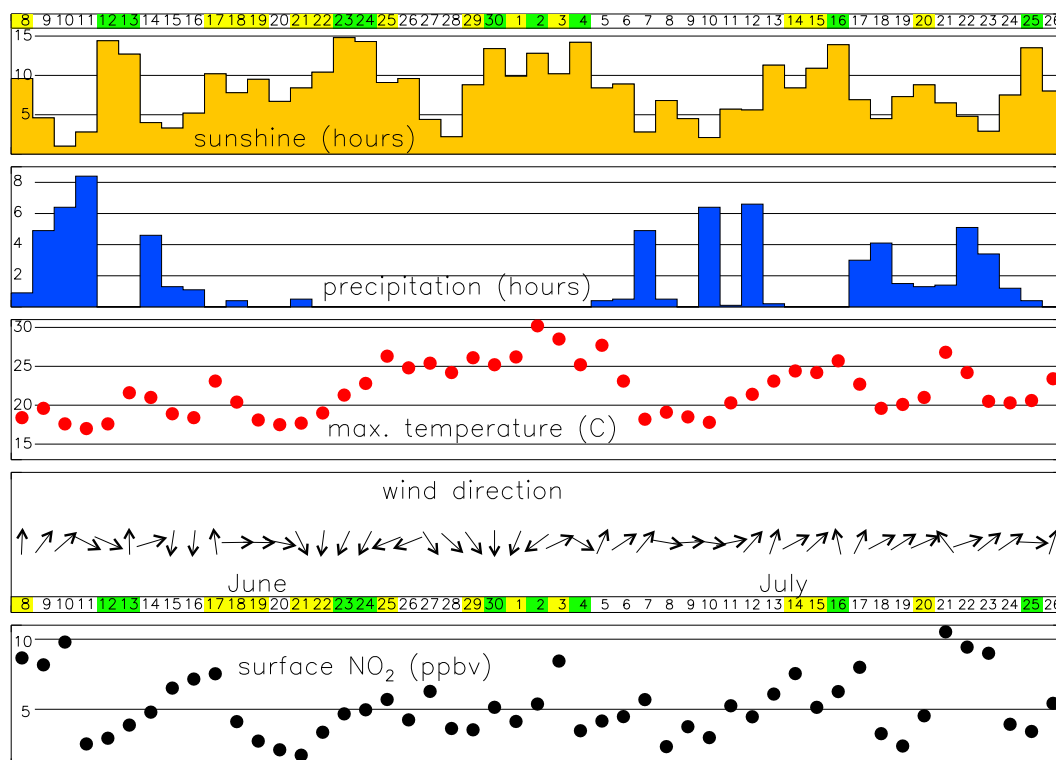 8 9 10 11 12 13 14 15 16 17 18 19 20 21 22 23 24 25 26 27 28 29 30 1 2 3 4 5 6 7 8 9 10 11 12 13 14 15 16 17 18 19 20 21 22 23 24 25 26
15
10
5
sunshine (hours)
8
6
4
2
precipitation (hours)
30
25
20
15
max. temperature (C)
wind direction
June July
8 9 10 11 12 13 14 15 16 17 18 19 20 21 22 23 24 25 26 27 28 29 30 1 2 3 4 5 6 7 8 9 10 11 12 13 14 15 16 17 18 19 20 21 22 23 24 25 26
10
surface NO₂ (ppbv)
5